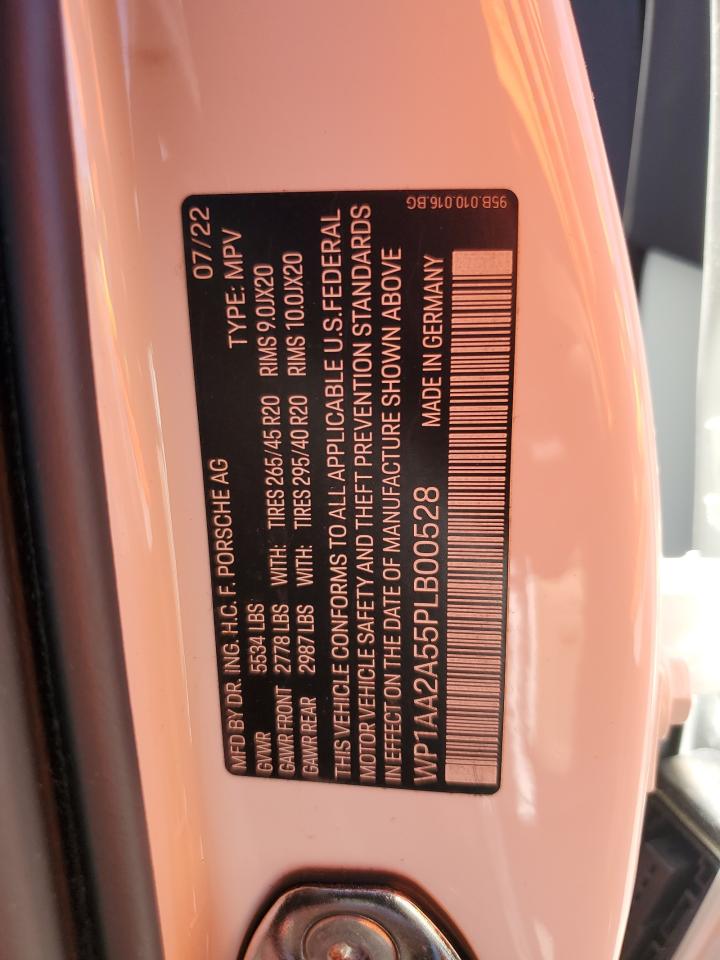 07/22
MFD BY DR. ING. H.C. F. PORSCHE AG TYPE: MPV
GVWR 5534 LBS
GAWR FRONT 2778 LBS WITH: TIRES 265/45 R20 RIMS 9.0JX20
GAWR REAR 2987 LBS WITH: TIRES 295/40 R20 RIMS 10.0JX20
THIS VEHICLE CONFORMS TO ALL APPLICABLE U.S. FEDERAL
MOTOR VEHICLE SAFETY AND THEFT PREVENTION STANDARDS
IN EFFECT ON THE DATE OF MANUFACTURE SHOWN ABOVE
WP1AA2A55PLB00528 MADE IN GERMANY
95B.010.016.BG